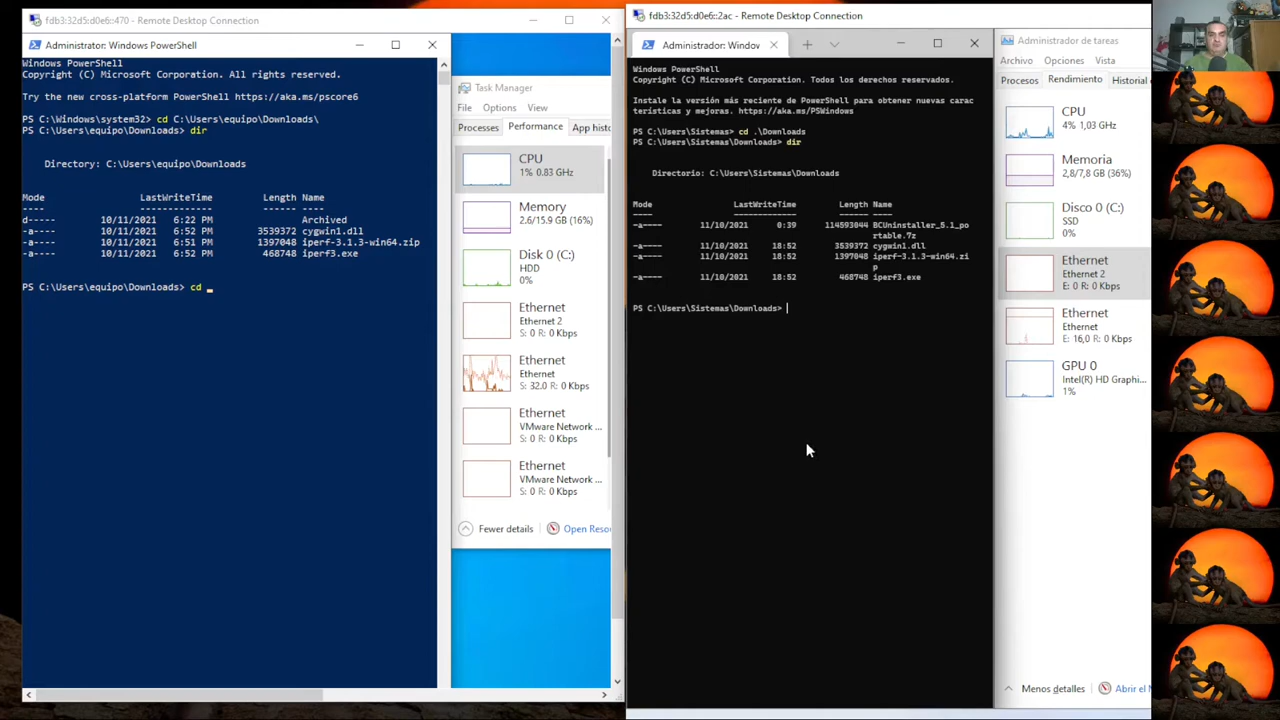 fdb3:32d5:d0e6::470 - Remote Desktop Connection
Administrator: Windows PowerShell
Windows PowerShell
Copyright (C) Microsoft Corporation. All rights reserved.
Try the new cross-platform PowerShell https://aka.ms/pscore6
PS C:\Windows\system32> cd C:\Users\equipo\Downloads\
PS C:\Users\equipo\Downloads> dir
Directory: C:\Users\equipo\Downloads
Mode LastWriteTime Length Name
---- ------------- ------ ----
d----- 10/11/2021 6:22 PM Archived
-a---- 10/11/2021 6:52 PM 3539372 cygwin1.dll
-a---- 10/11/2021 6:51 PM 1397048 iperf-3.1.3-win64.zip
-a---- 10/11/2021 6:52 PM 468748 iperf3.exe
PS C:\Users\equipo\Downloads> cd _
Task Manager
File Options View
Processes Performance App histo
CPU
1% 0.83 GHz
Memory
2.6/15.9 GB (16%)
Disk 0 (C:)
HDD
0%
Ethernet
Ethernet 2
S: 0 R: 0 Kbps
Ethernet
Ethernet
S: 32.0 R: 0 Kbps
Ethernet
VMware Network ...
S: 0 R: 0 Kbps
Ethernet
VMware Network ...
S: 0 R: 0 Kbps
Fewer details Open Reso
fdb3:32d5:d0e6::2ac - Remote Desktop Connection
Administrador: Window
Windows PowerShell
Copyright (C) Microsoft Corporation. Todos los derechos reservados.
Instale la versión más reciente de PowerShell para obtener nuevas carac
terísticas y mejoras. https://aka.ms/PSWindows
PS C:\Users\Sistemas> cd .\Downloads
PS C:\Users\Sistemas\Downloads> dir
Directorio: C:\Users\Sistemas\Downloads
Mode LastWriteTime Length Name
---- ------------- ------ ----
-a---- 11/10/2021 0:39 114593044 BCUninstaller_5.1_po
rtable.7z
-a---- 11/10/2021 18:52 3539372 cygwin1.dll
-a---- 11/10/2021 18:52 1397048 iperf-3.1.3-win64.zi
p
-a---- 11/10/2021 18:52 468748 iperf3.exe
PS C:\Users\Sistemas\Downloads>
Administrador de tareas
Archivo Opciones Vista
Procesos Rendimiento Historial
CPU
4% 1,03 GHz
Memoria
2,8/7,8 GB (36%)
Disco 0 (C:)
SSD
0%
Ethernet
Ethernet 2
E: 0 R: 0 Kbps
Ethernet
Ethernet
E: 16,0 R: 0 Kbps
GPU 0
Intel(R) HD Graphi...
1%
Menos detalles Abrir el M